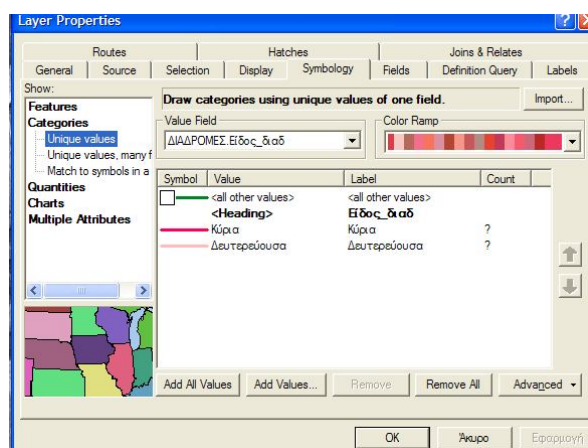 Layer Properties
Routes Hatches Joins & Relates
General Source Selection Display Symbology Fields Definition Query Labels
Show:
Features
Categories
Unique values
Unique values, many f
Match to symbols in a
Quantities
Charts
Multiple Attributes
Draw categories using unique values of one field. Import...
Value Field Color Ramp
ΔΙΑΔΡΟΜΕΣ.Είδος_διαδ
Symbol Value Label Count
<all other values> <all other values>
<Heading> Είδος_διαδ
Κύρια Κύρια ?
Δευτερεύουσα Δευτερεύουσα ?
Add All Values Add Values... Remove Remove All Advanced
OK Άκυρο Εφαρμογή